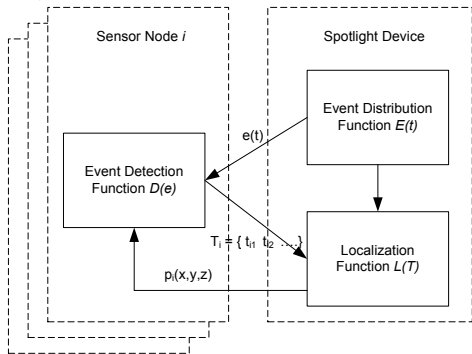 Sensor Node i
Spotlight Device
Event Distribution
Function E(t)
e(t)
Event Detection
Function D(e)
Ti = { ti1 ti2 ....}
Localization
Function L(T)
pi(x,y,z)